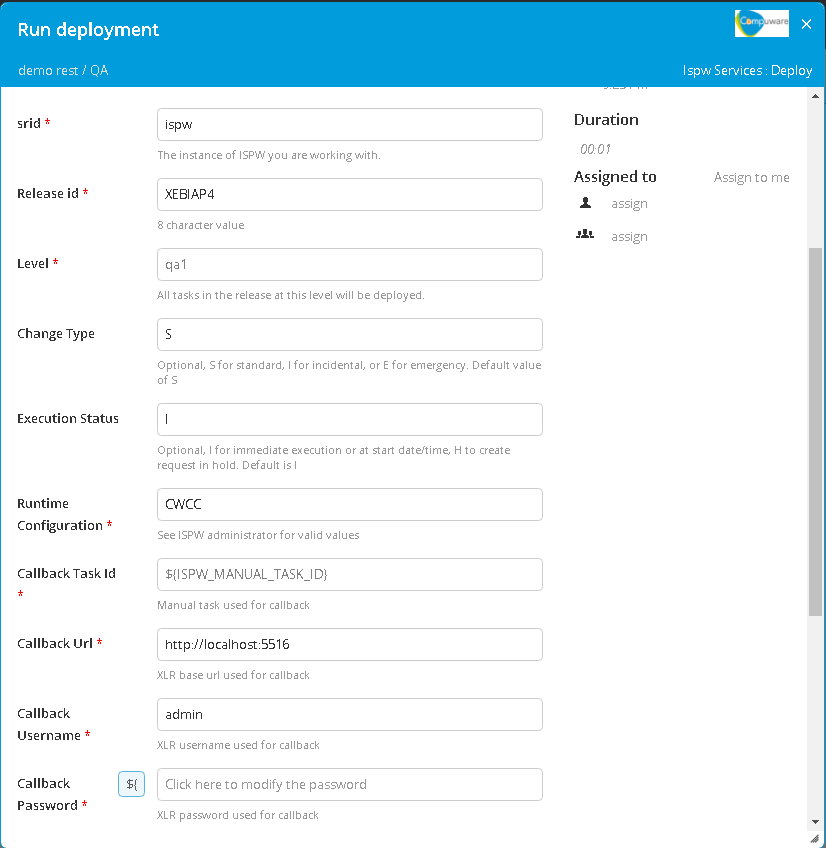 Run deployment
Compuware
demo rest / QA
Ispw Services : Deploy
srid *
ispw
The instance of ISPW you are working with.
Duration
00:01
Assigned to
Assign to me
assign
assign
Release id *
XEBIAP4
8 character value
Level *
qa1
All tasks in the release at this level will be deployed.
Change Type
S
Optional, S for standard, I for incidental, or E for emergency. Default value
of S
Execution Status
I
Optional, I for immediate execution or at start date/time, H to create
request in hold. Default is I
Runtime
Configuration *
CWCC
See ISPW administrator for valid values
Callback Task Id
*
${ISPW_MANUAL_TASK_ID}
Manual task used for callback
Callback Url *
http://localhost:5516
XLR base url used for callback
Callback
Username *
admin
XLR username used for callback
Callback
Password *
${
Click here to modify the password
XLR password used for callback